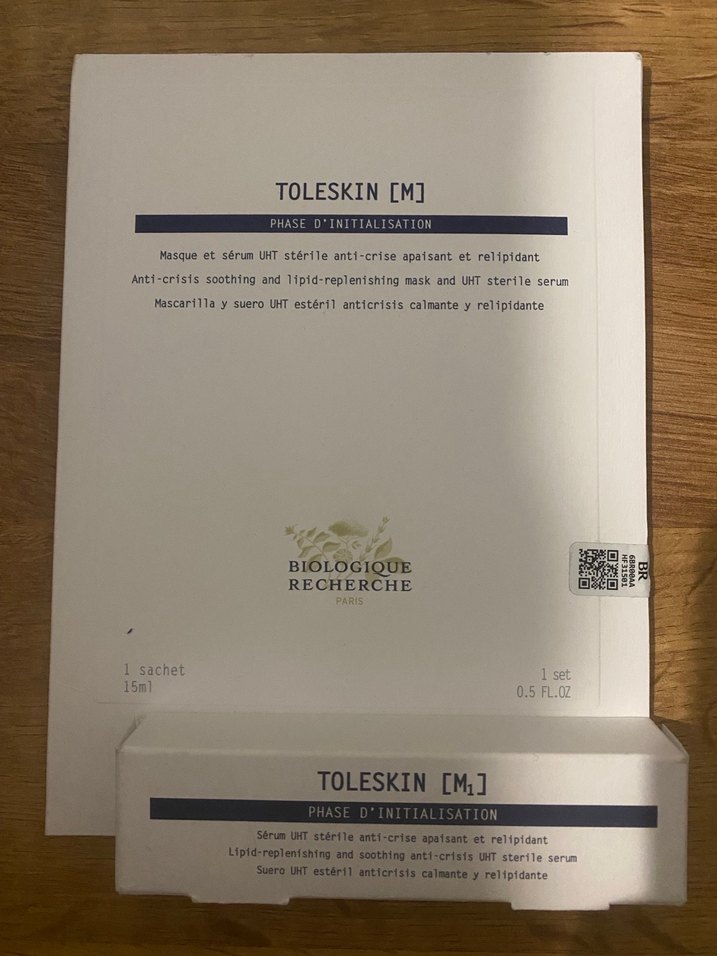 TOLESKIN [M]
PHASE D'INITIALISATION
Masque et sérum UHT stérile anti-crise apaisant et relipidant
Anti-crisis soothing and lipid-replenishing mask and UHT sterile serum
Mascarilla y suero UHT estéril anticrisis calmante y relipidante
BIOLOGIQUE
RECHERCHE
PARIS
BR
6BR00AA
HF31501
1 sachet
15ml
1 set
0.5 FL.OZ
TOLESKIN [M₁]
PHASE D'INITIALISATION
Sérum UHT stérile anti-crise apaisant et relipidant
Lipid-replenishing and soothing anti-crisis UHT sterile serum
Suero UHT estéril anticrisis calmante y relipidante